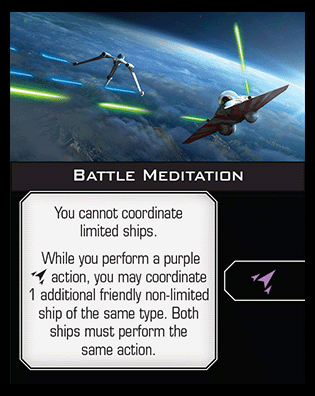 Battle Meditation
You cannot coordinate
limited ships.
While you perform a purple
action, you may coordinate
1 additional friendly non-limited
ship of the same type. Both
ships must perform the
same action.